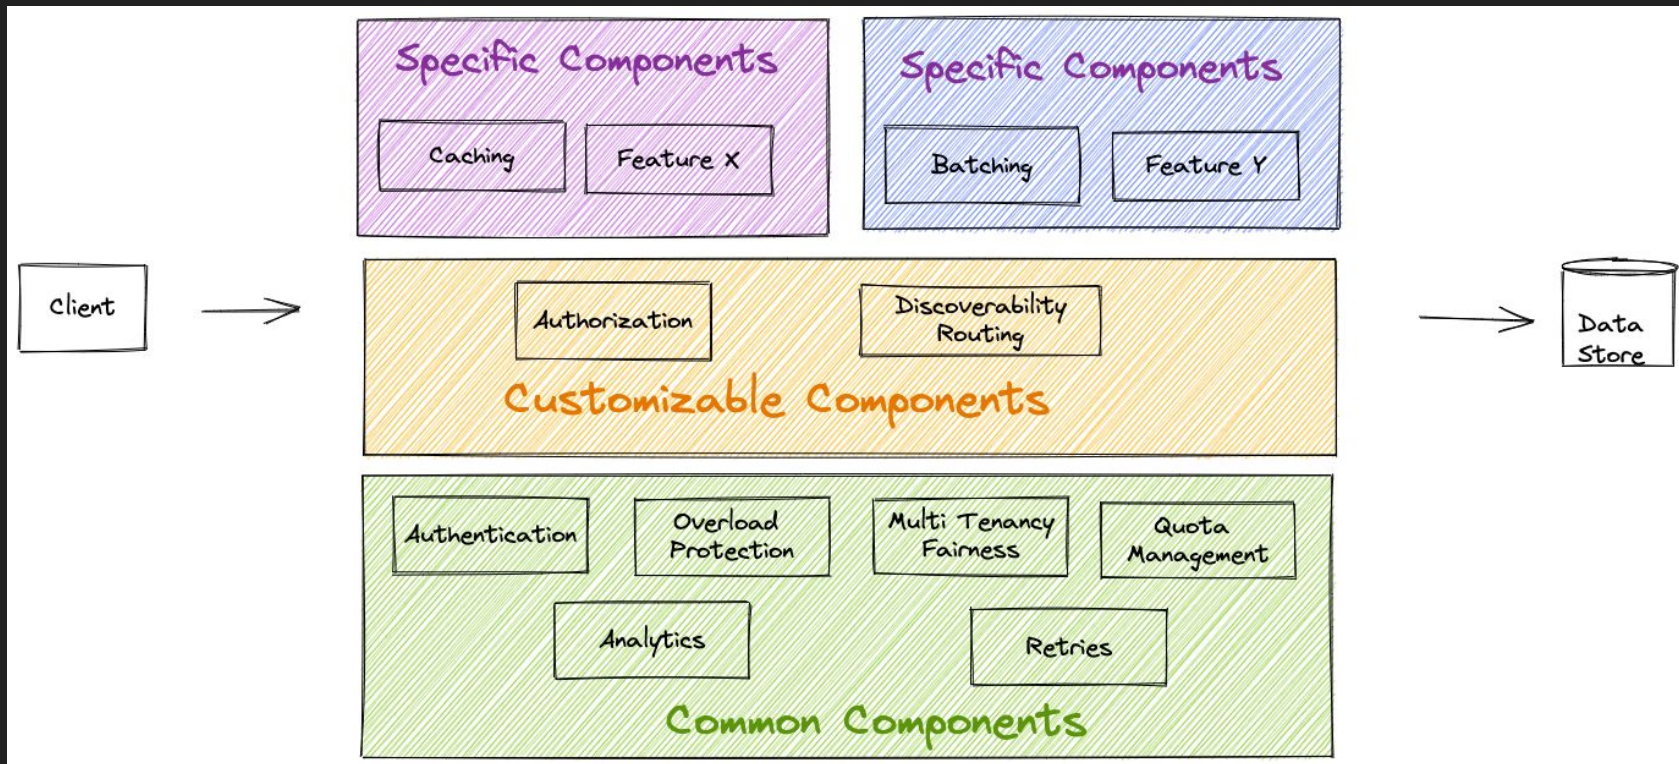 Specific Components
Caching
Feature X
Specific Components
Batching
Feature Y
Client
Authorization
Discoverability
Routing
Customizable Components
Data
Store
Authentication
Overload
Protection
Multi Tenancy
Fairness
Quota
Management
Analytics
Retries
Common Components